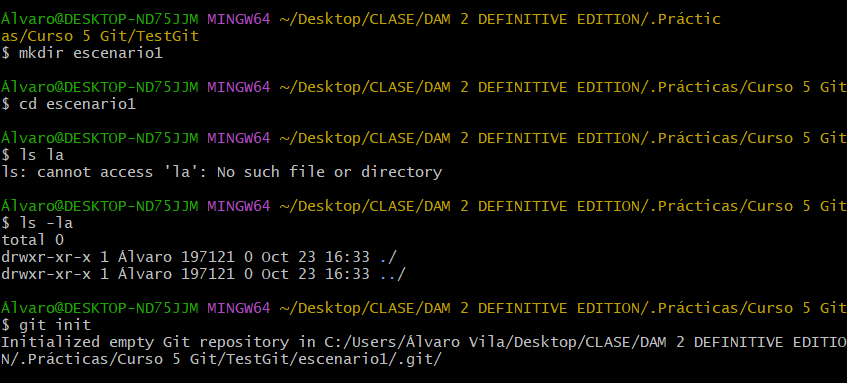 Álvaro@DESKTOP-ND75JJM MINGW64 ~/Desktop/CLASE/DAM 2 DEFINITIVE EDITION/.Práctic
as/Curso 5 Git/TestGit
$ mkdir escenario1
Álvaro@DESKTOP-ND75JJM MINGW64 ~/Desktop/CLASE/DAM 2 DEFINITIVE EDITION/.Prácticas/Curso 5 Git
$ cd escenario1
Álvaro@DESKTOP-ND75JJM MINGW64 ~/Desktop/CLASE/DAM 2 DEFINITIVE EDITION/.Prácticas/Curso 5 Git
$ ls la
ls: cannot access 'la': No such file or directory
Álvaro@DESKTOP-ND75JJM MINGW64 ~/Desktop/CLASE/DAM 2 DEFINITIVE EDITION/.Prácticas/Curso 5 Git
$ ls -la
total 0
drwxr-xr-x 1 Álvaro 197121 0 Oct 23 16:33 ./
drwxr-xr-x 1 Álvaro 197121 0 Oct 23 16:33 ../
Álvaro@DESKTOP-ND75JJM MINGW64 ~/Desktop/CLASE/DAM 2 DEFINITIVE EDITION/.Prácticas/Curso 5 Git
$ git init
Initialized empty Git repository in C:/Users/Álvaro Vila/Desktop/CLASE/DAM 2 DEFINITIVE EDITIO
N/.Prácticas/Curso 5 Git/TestGit/escenario1/.git/